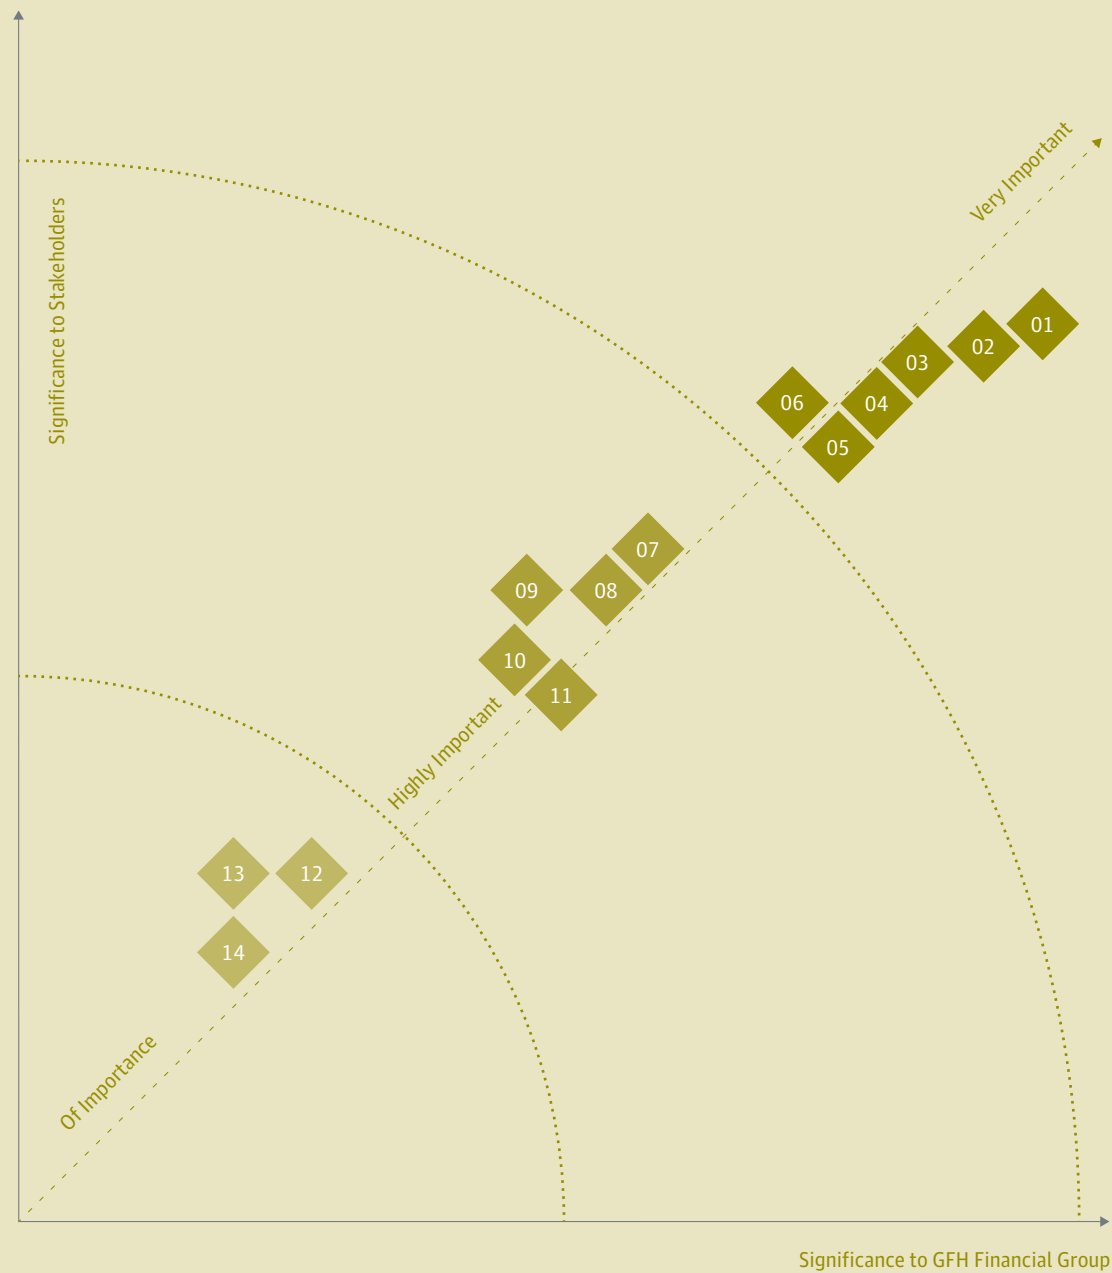 Significance to Stakeholders
Very Important
01
02
03
04
06
05
07
09
08
10
11
Highly Important
13
12
14
Of Importance
Significance to GFH Financial Group